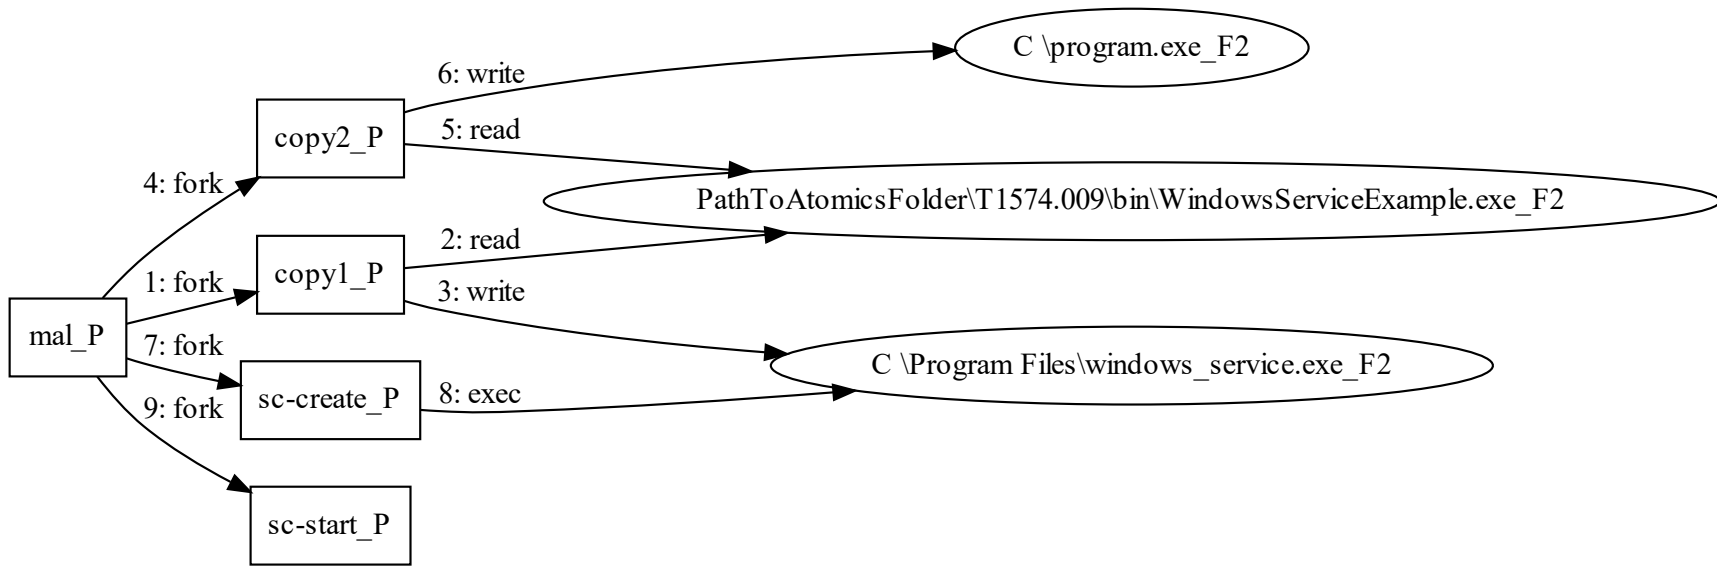 6: write
C \program.exe_F2
copy2_P
5: read
4: fork
PathToAtomicsFolder\T1574.009\bin\WindowsServiceExample.exe_F2
2: read
copy1_P
1: fork
3: write
mal_P
7: fork
C \Program Files\windows_service.exe_F2
sc-create_P
8: exec
9: fork
sc-start_P